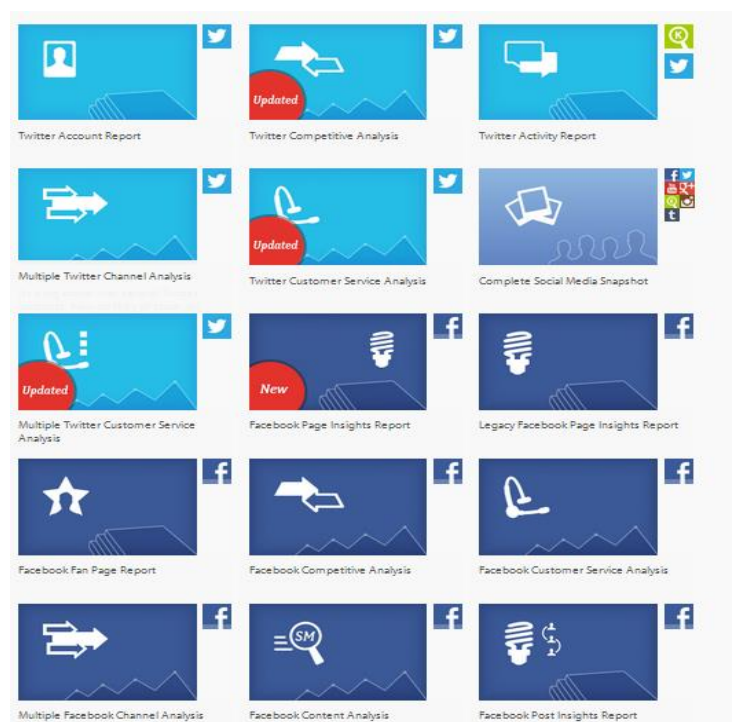 Updated
Twitter Account Report
Twitter Competitive Analysis
Twitter Activity Report
Updated
Multiple Twitter Channel Analysis
Twitter Customer Service Analysis
Complete Social Media Snapshot
Updated
New
Multiple Twitter Customer Service
Analysis
Facebook Page Insights Report
Legacy Facebook Page Insights Report
Facebook Fan Page Report
Facebook Competitive Analysis
Facebook Customer Service Analysis
SM
Multiple Facebook Channel Analysis
Facebook Content Analysis
Facebook Post Insights Report